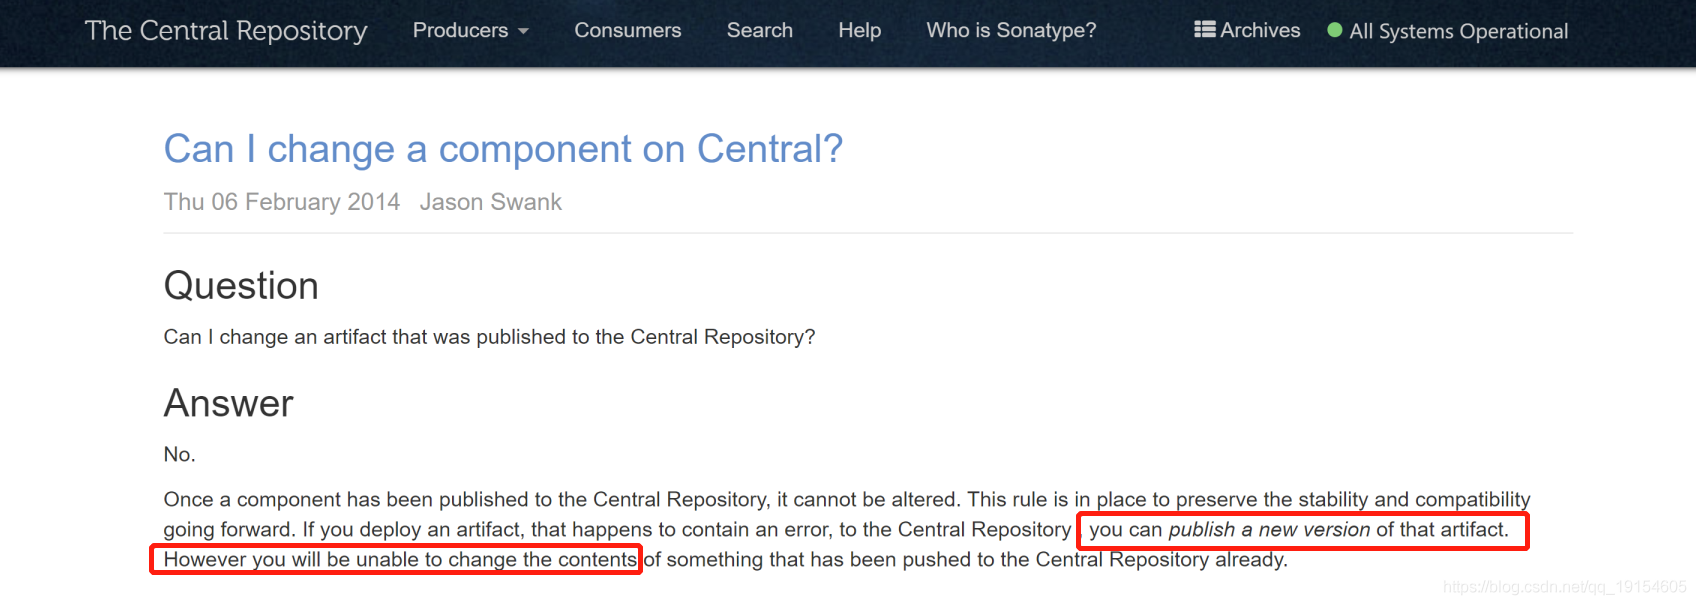 The Central Repository Producers Consumers Search Help Who is Sonatype? Archives All Systems Operational
Can I change a component on Central?
Thu 06 February 2014 Jason Swank
Question
Can I change an artifact that was published to the Central Repository?
Answer
No.
Once a component has been published to the Central Repository, it cannot be altered. This rule is in place to preserve the stability and compatibility
going forward. If you deploy an artifact, that happens to contain an error, to the Central Repository you can publish a new version of that artifact.
However you will be unable to change the contents of something that has been pushed to the Central Repository already.
https://blog.csdn.net/qq_19154605